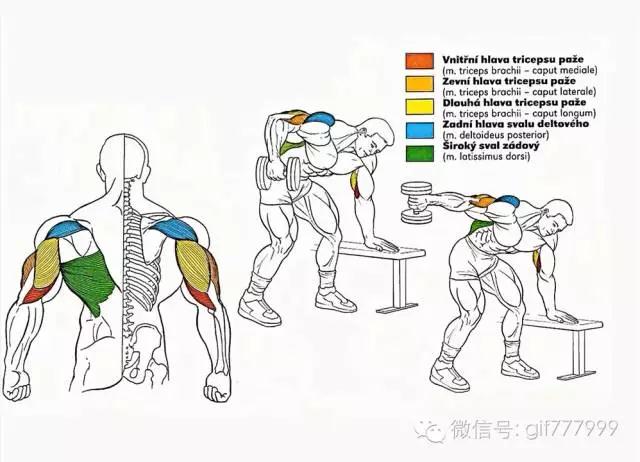 Vnitřní hlava tricepsu paže
(m. triceps brachii – caput mediale)
Zevní hlava tricepsu paže
(m. triceps brachii – caput laterale)
Dlouhá hlava tricepsu paže
(m. triceps brachii – caput longum)
Zadní hlava svalu deltového
(m. deltoideus posterior)
Široký sval zádový
(m. latissimus dorsi)
微信号: gif777999